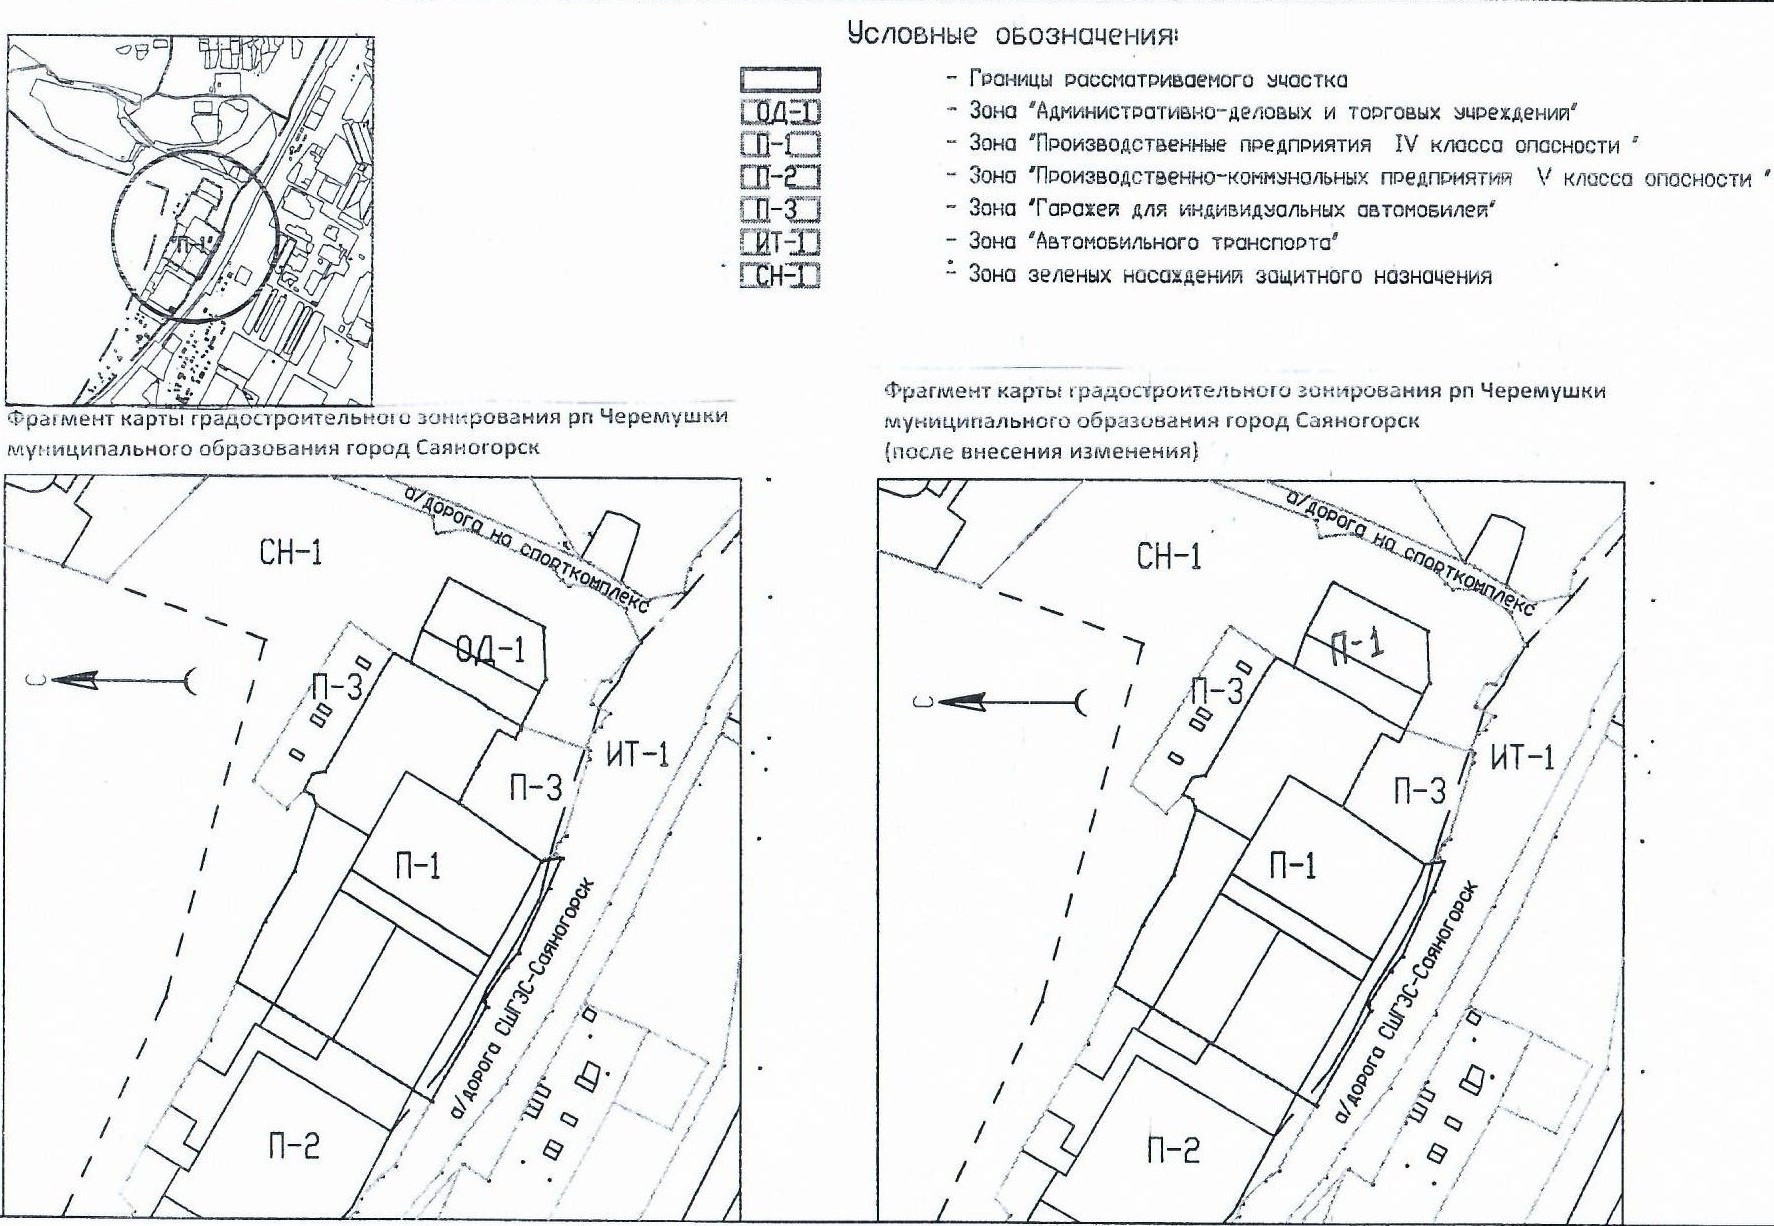 Условные обозначения:
- Границы рассматриваемого участка
ОД-1 - Зона "Административно-деловых и торговых учреждений"
П-1 - Зона "Производственные предприятия IV класса опасности "
П-2 - Зона "Производственно-коммунальных предприятий V класса опасности "
П-3 - Зона "Гаражей для индивидуальных автомобилей"
ИТ-1 - Зона "Автомобильного транспорта"
СН-1 - Зона зеленых насаждений защитного назначения
П-1
Фрагмент карты градостроительного зонирования рп Черемушки
муниципального образования город Саяногорск
а/дорога на спорткомплекс
СН-1
ОД-1
П-3
С
ИТ-1
П-3
П-1
а/дорога СШГЭС-Саяногорск
П-2
Фрагмент карты градостроительного зонирования рп Черемушки
муниципального образования город Саяногорск
(после внесения изменения)
а/дорога на спорткомплекс
СН-1
П-1
П-3
С
ИТ-1
П-3
П-1
а/дорога СШГЭС-Саяногорск
П-2